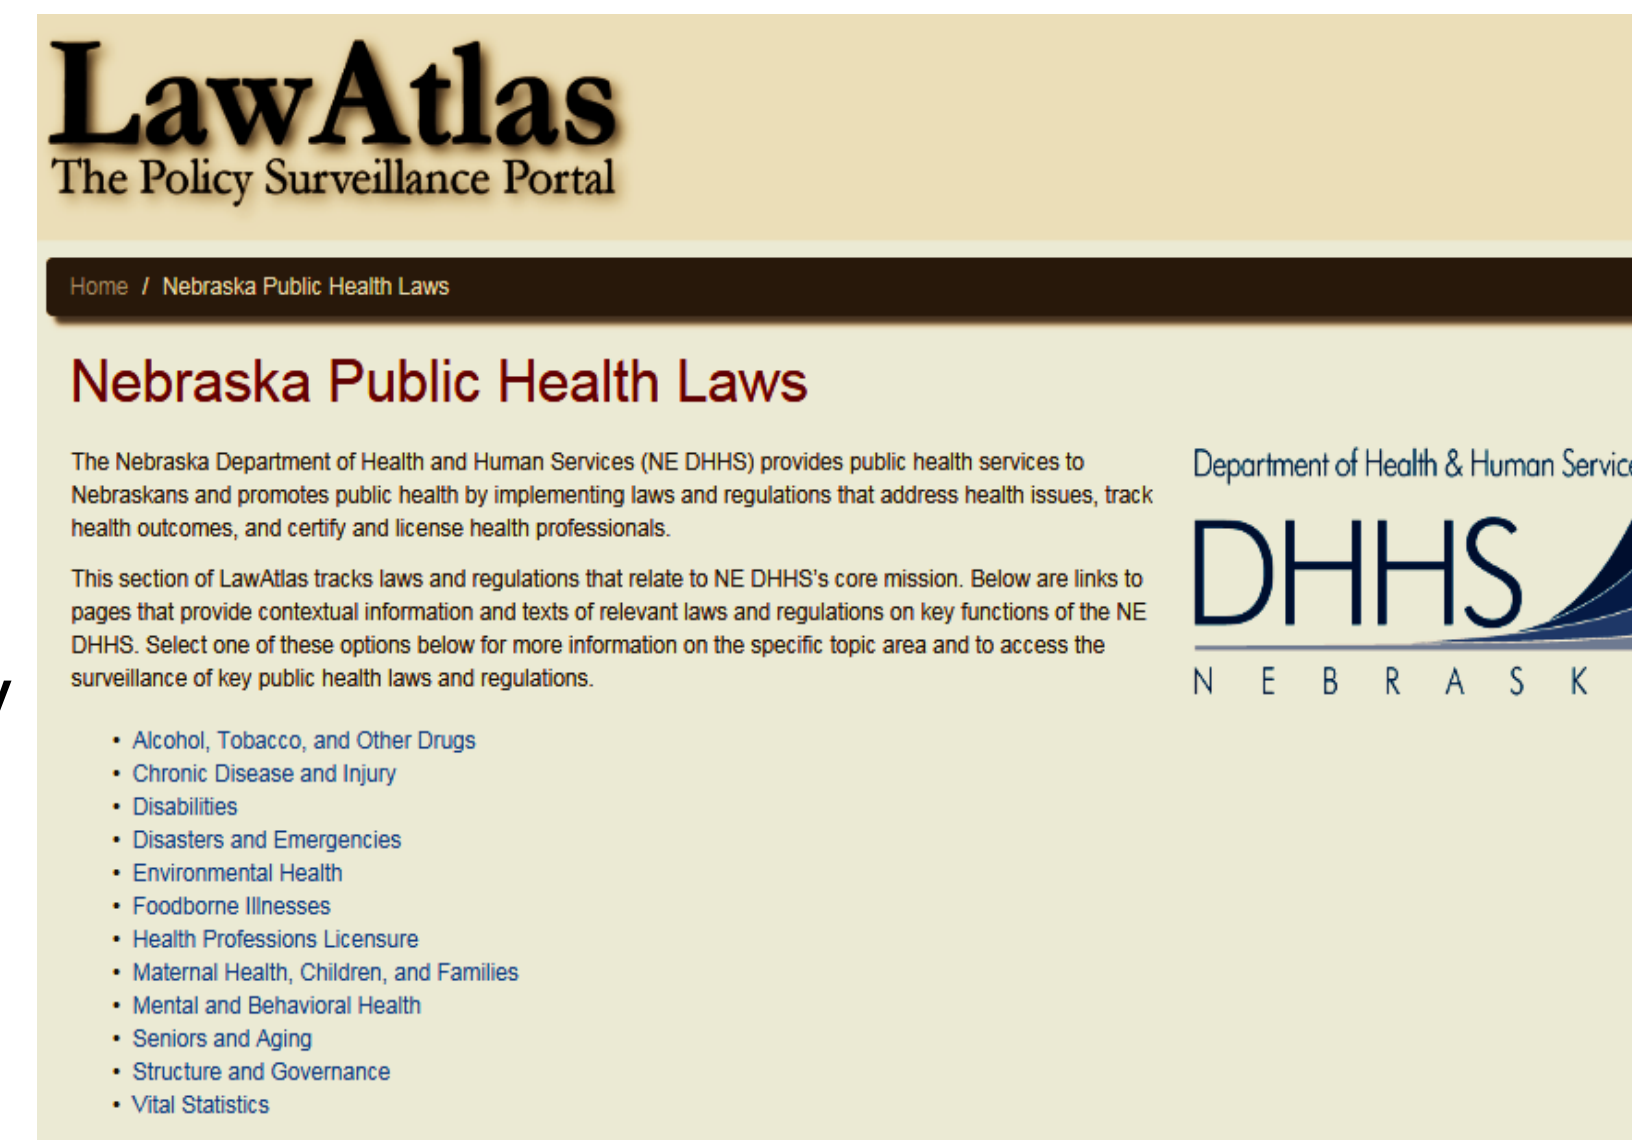 LawAtlas
The Policy Surveillance Portal
Home / Nebraska Public Health Laws
Nebraska Public Health Laws
The Nebraska Department of Health and Human Services (NE DHHS) provides public health services to
Nebraskans and promotes public health by implementing laws and regulations that address health issues, track
health outcomes, and certify and license health professionals.
This section of LawAtlas tracks laws and regulations that relate to NE DHHS's core mission. Below are links to
pages that provide contextual information and texts of relevant laws and regulations on key functions of the NE
DHHS. Select one of these options below for more information on the specific topic area and to access the
surveillance of key public health laws and regulations.
• Alcohol, Tobacco, and Other Drugs
• Chronic Disease and Injury
• Disabilities
• Disasters and Emergencies
• Environmental Health
• Foodborne Illnesses
• Health Professions Licensure
• Maternal Health, Children, and Families
• Mental and Behavioral Health
• Seniors and Aging
• Structure and Governance
• Vital Statistics
Department of Health & Human Service
DHHS
N E B R A S K